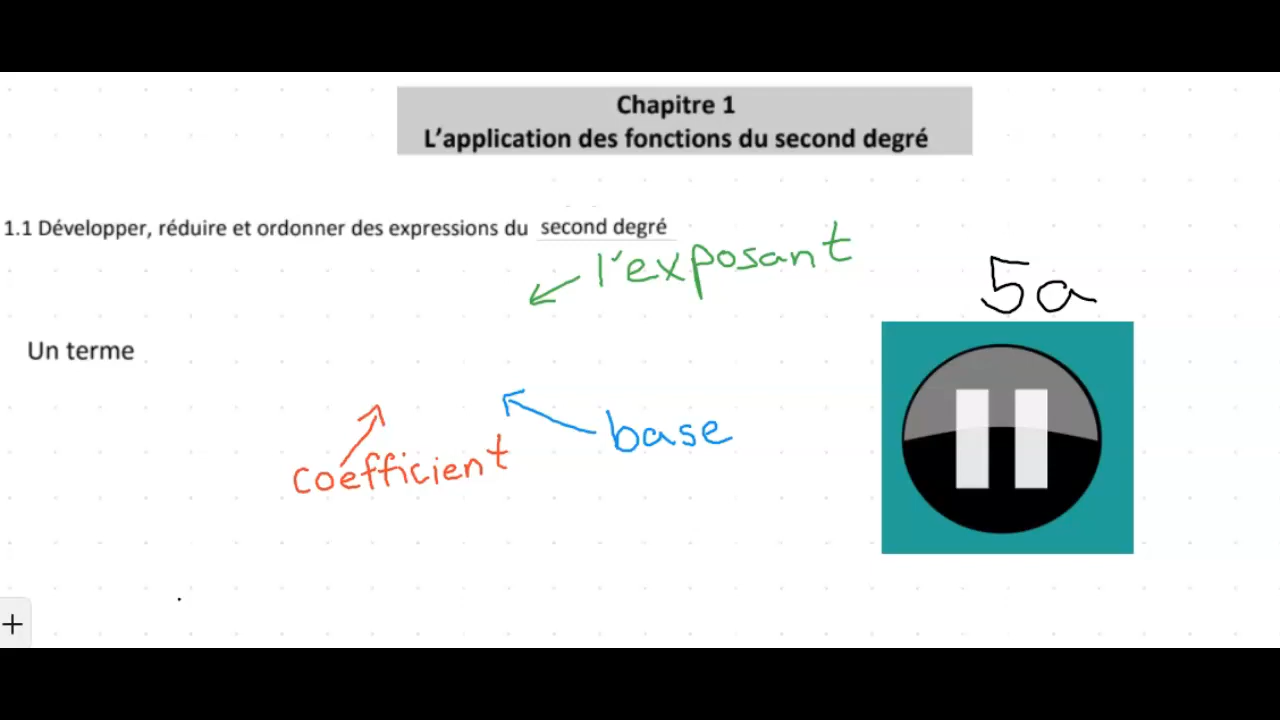 Chapitre 1
L'application des fonctions du second degré
1.1 Développer, réduire et ordonner des expressions du second degré
l'exposant
5a
Un terme
base
coefficient
+